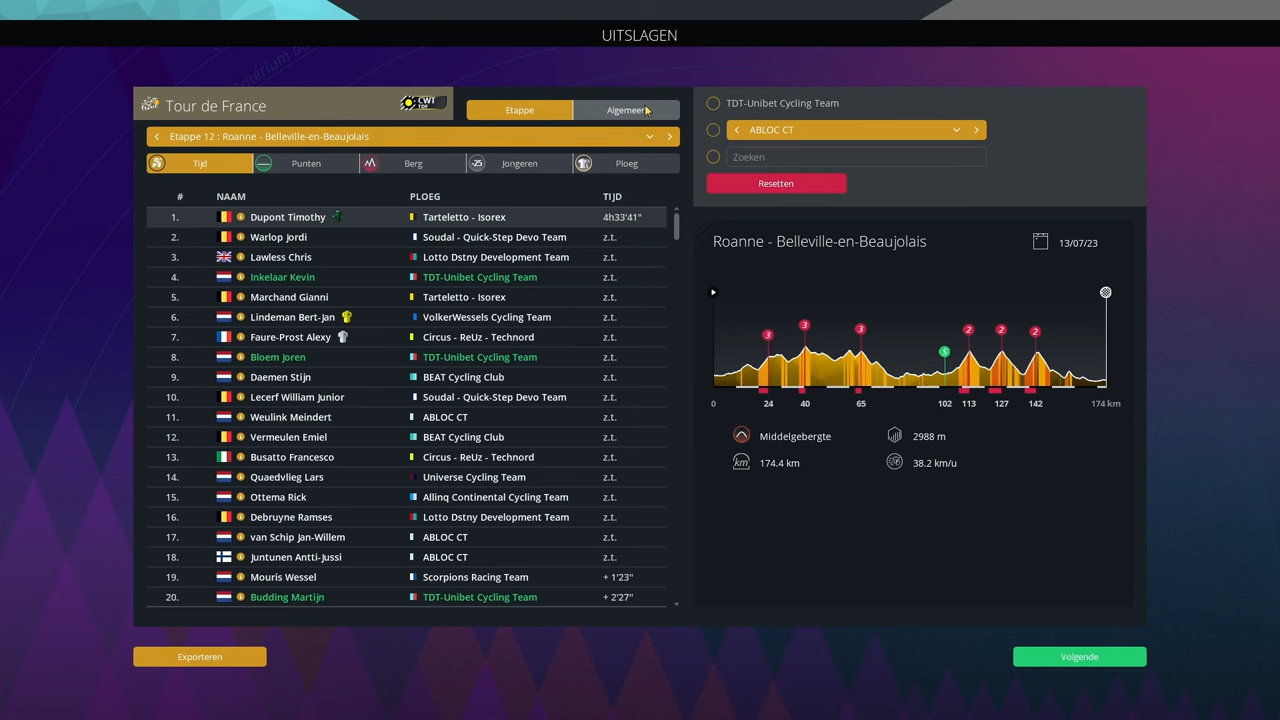 UITSLAGEN
Tour de France
CWT
TDF
Etappe
Algemeen
Etappe 12 : Roanne - Belleville-en-Beaujolais
Tijd
Punten
Berg
-25 Jongeren
Ploeg
# NAAM PLOEG TIJD
1. Dupont Timothy Tarteletto - Isorex 4h33'41"
2. Warlop Jordi Soudal - Quick-Step Devo Team z.t.
3. Lawless Chris Lotto Dstny Development Team z.t.
4. Inkelaar Kevin TDT-Unibet Cycling Team z.t.
5. Marchand Gianni Tarteletto - Isorex z.t.
6. Lindeman Bert-Jan VolkerWessels Cycling Team z.t.
7. Faure-Prost Alexy Circus - ReUz - Technord z.t.
8. Bloem Joren TDT-Unibet Cycling Team z.t.
9. Daemen Stijn BEAT Cycling Club z.t.
10. Lecerf William Junior Soudal - Quick-Step Devo Team z.t.
11. Weulink Meindert ABLOC CT z.t.
12. Vermeulen Emiel BEAT Cycling Club z.t.
13. Busatto Francesco Circus - ReUz - Technord z.t.
14. Quaedvlieg Lars Universe Cycling Team z.t.
15. Ottema Rick Allinq Continental Cycling Team z.t.
16. Debruyne Ramses Lotto Dstny Development Team z.t.
17. van Schip Jan-Willem ABLOC CT z.t.
18. Juntunen Antti-Jussi ABLOC CT z.t.
19. Mouris Wessel Scorpions Racing Team + 1'23"
20. Budding Martijn TDT-Unibet Cycling Team + 2'27"
TDT-Unibet Cycling Team
ABLOC CT
Zoeken
Resetten
Roanne - Belleville-en-Beaujolais
13/07/23
3 3 3 S 2 2 2
0 24 40 65 102 113 127 142 174 km
Middelgebergte
2988 m
km 174.4 km
38.2 km/u
Exporteren
Volgende